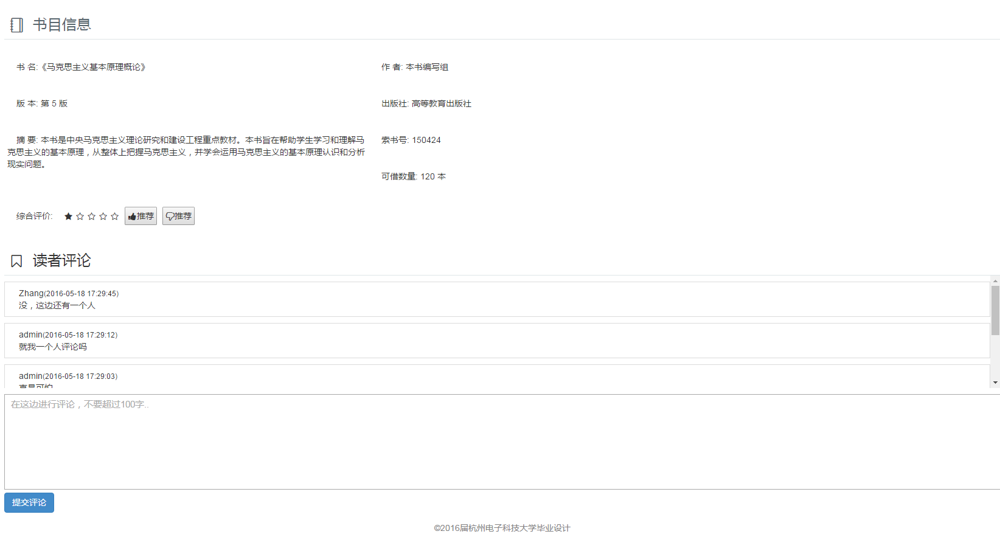 书目信息
书 名:《马克思主义基本原理概论》
作 者: 本书编写组
版 本: 第 5 版
出版社: 高等教育出版社
摘 要: 本书是中央马克思主义理论研究和建设工程重点教材。本书旨在帮助学生学习和理解马
克思主义的基本原理，从整体上把握马克思主义，并学会运用马克思主义的基本原理认识和分析
现实问题。
索书号: 150424
可借数量: 120 本
综合评价:
推荐
推荐
读者评论
Zhang(2016-05-18 17:29:45)
没，这边还有一个人
admin(2016-05-18 17:29:12)
就我一个人评论吗
admin(2016-05-18 17:29:03)
真是可怕
在这边进行评论，不要超过100字..
提交评论
©2016届杭州电子科技大学毕业设计